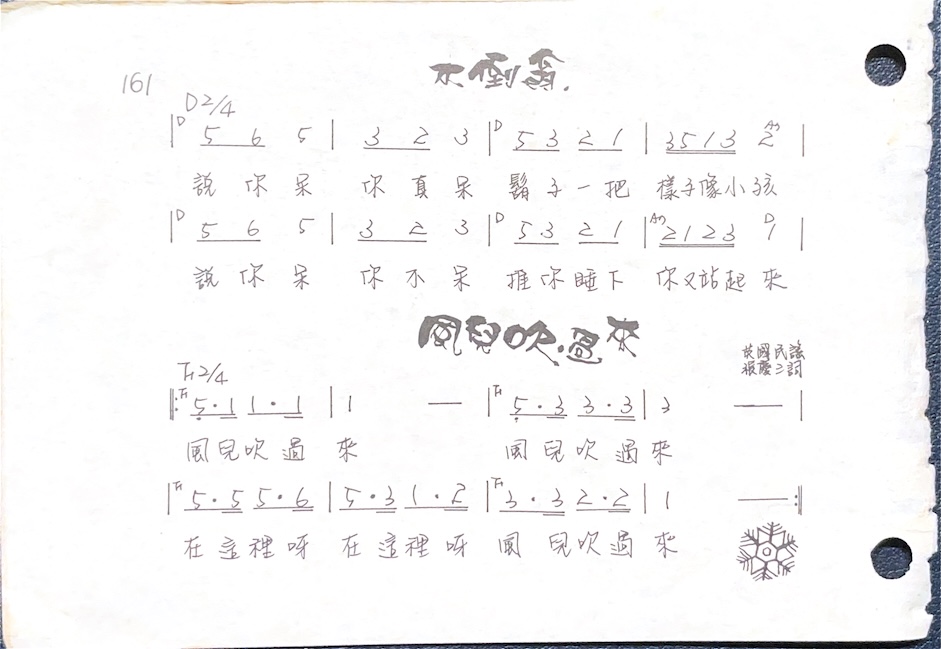 161
不倒翁.
D2/4
|D 5 6 5 | 3 2 3 |D 5 3 2 1 | 3 5 1 3 A7 2 |
說 你 呆 你 真 呆 鬍 子 一 把 樣子像小孩
|D 5 6 5 | 3 2 3 |D 5 3 2 1 |A7 2 1 2 3 D 1 |
說 你 呆 你 不 呆 推 你 睡 下 你又站起 來
風兒吹.過來
英國民謠
張慶三詞
F 2/4
‖:F 5 · 1 1 · 1 | 1 — |F 5 · 3 3 · 3 | 3 — |
風兒吹過 來 風兒吹過來
|F 5 · 5 5 · 6 | 5 · 3 1 · 2 |F 3 · 3 2 · 2 | 1 — :‖
在這裡呀 在這裡呀 風 兒吹過 來